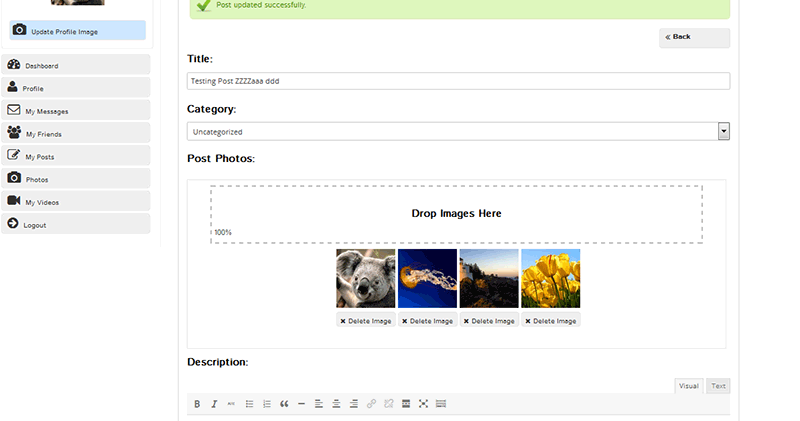 Post updated successfully.
Update Profile Image
« Back
Dashboard
Profile
My Messages
My Friends
My Posts
Photos
My Videos
Logout
Title:
Testing Post ZZZZaaa ddd
Category:
Uncategorized
Post Photos:
Drop Images Here
100%
✖ Delete Image ✖ Delete Image ✖ Delete Image ✖ Delete Image
Description:
Visual Text
B I ABC